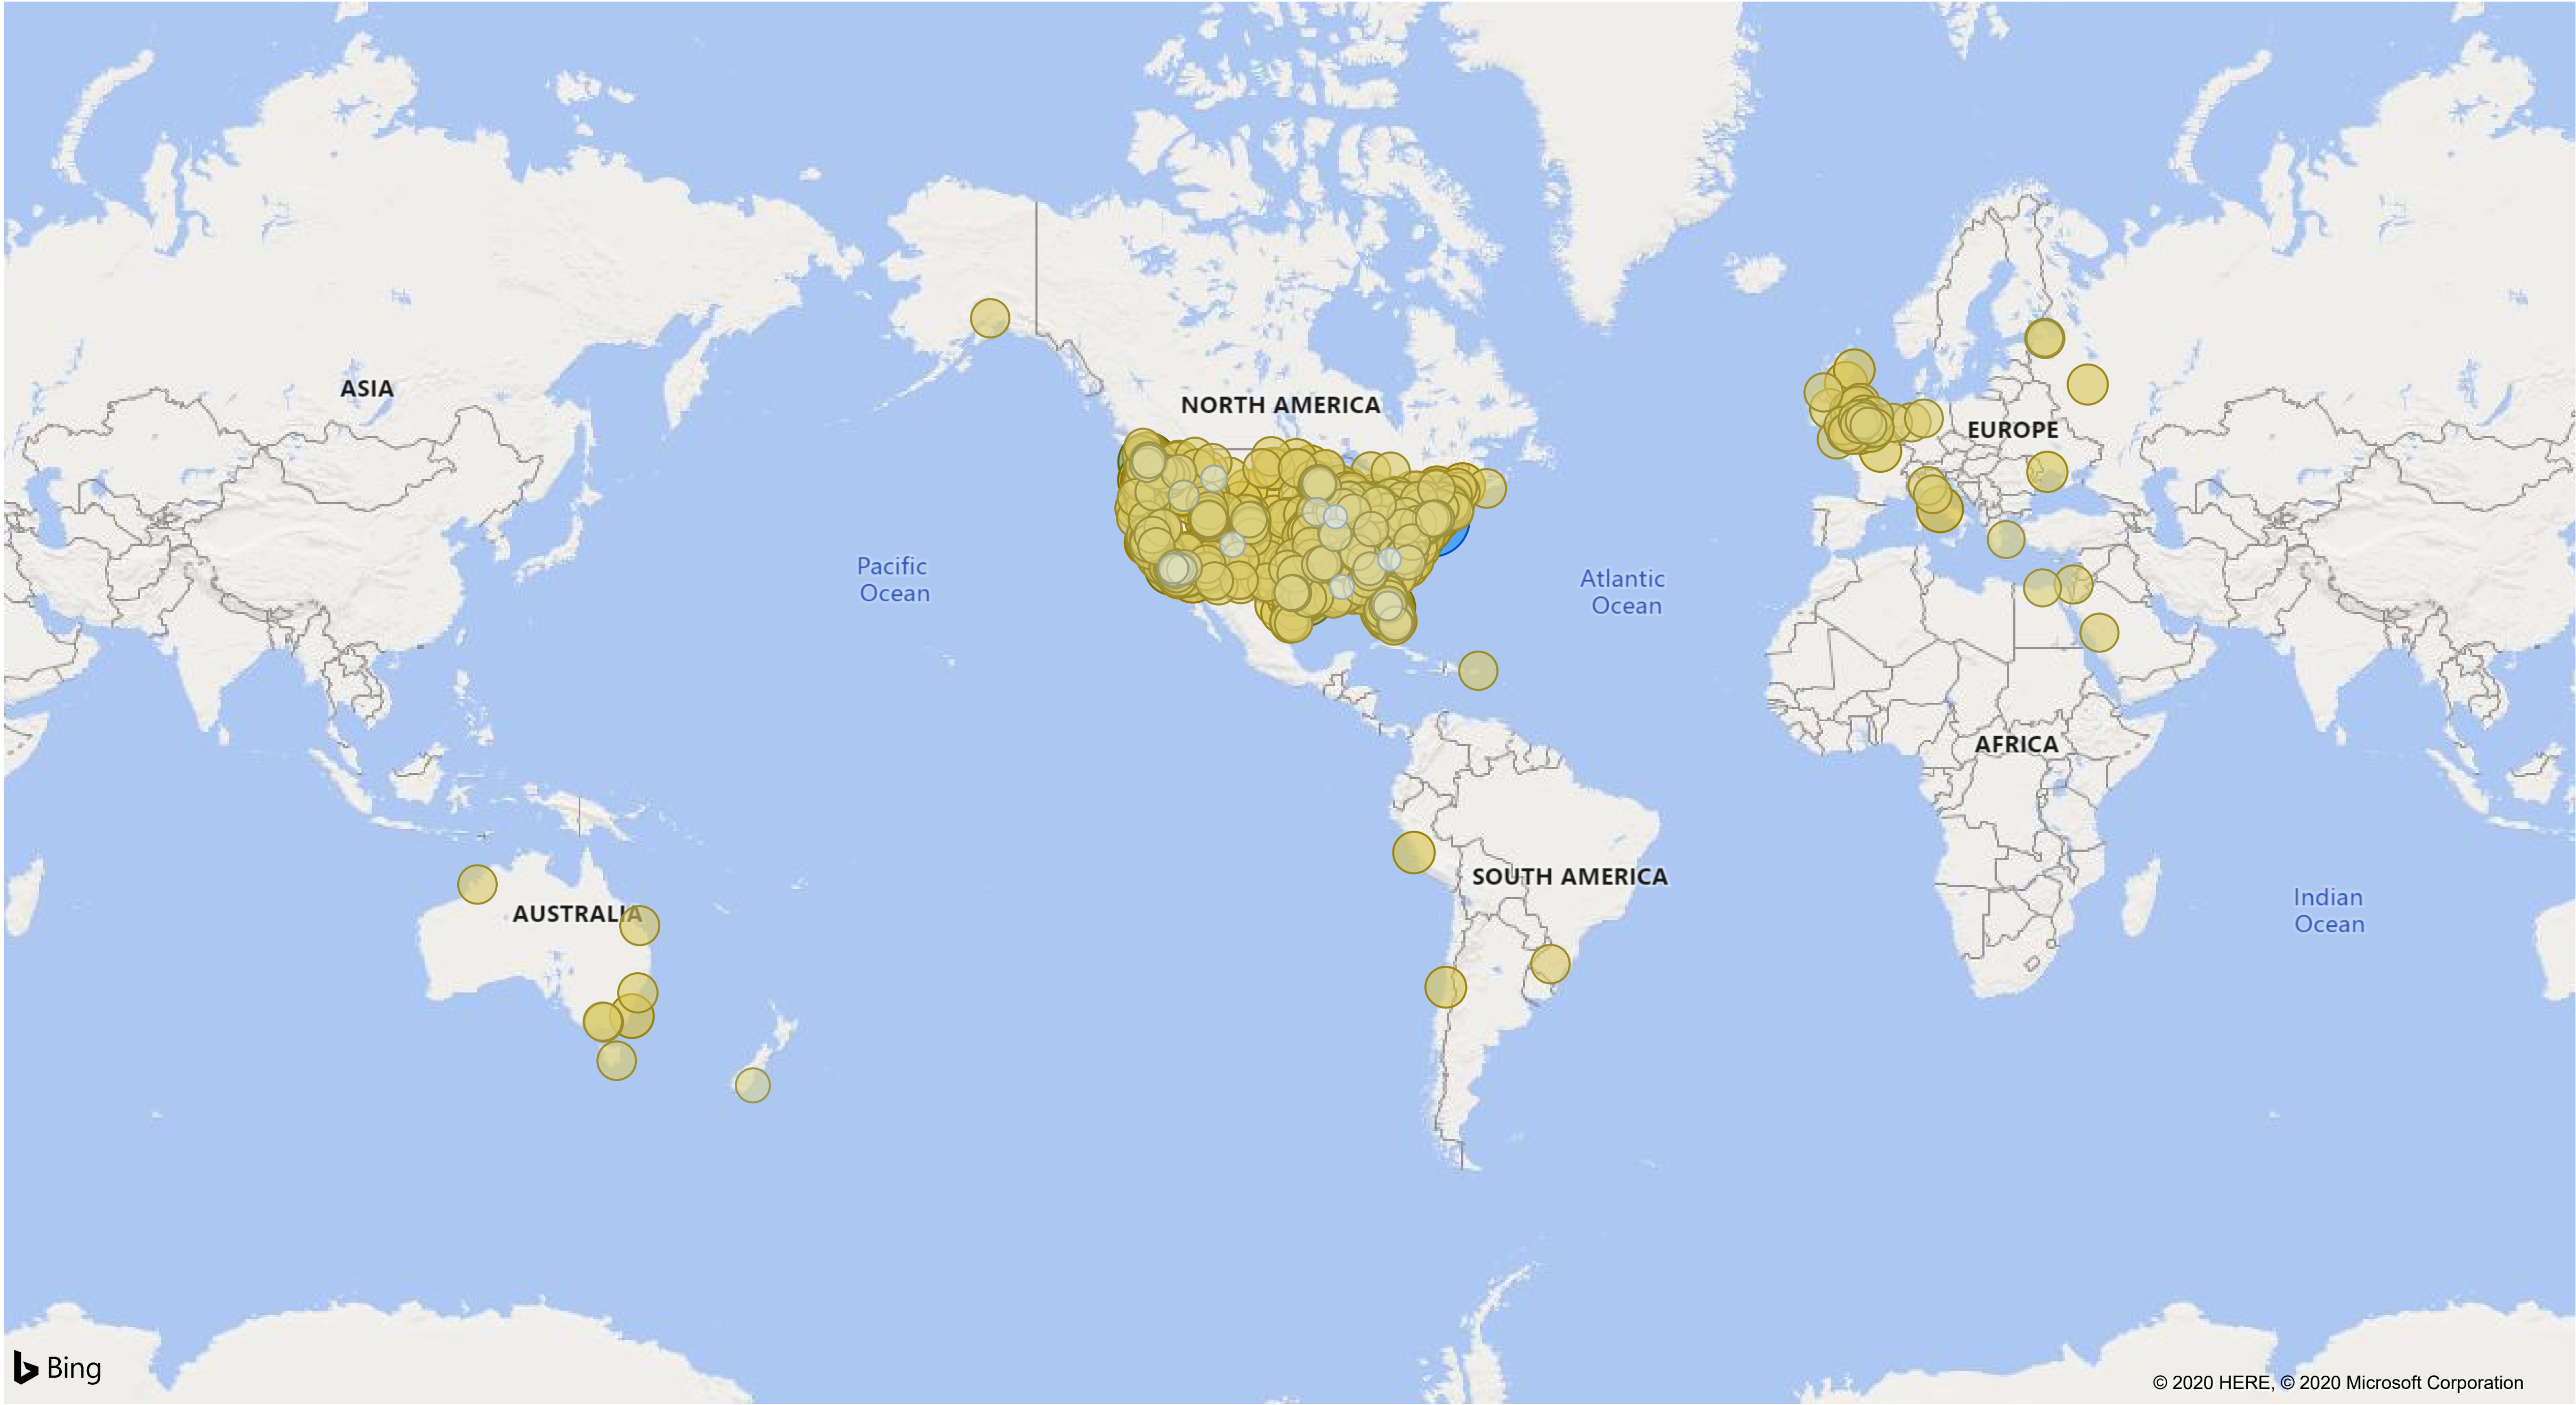 ASIA
NORTH AMERICA
EUROPE
Pacific
Ocean
Atlantic
Ocean
AFRICA
SOUTH AMERICA
AUSTRALIA
Indian
Ocean
Bing
© 2020 HERE, © 2020 Microsoft Corporation